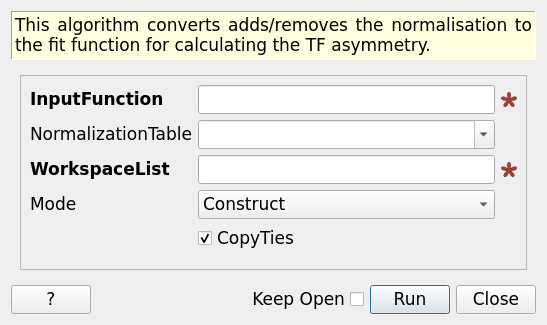 This algorithm converts adds/removes the normalisation to
the fit function for calculating the TF asymmetry.
InputFunction
NormalizationTable
WorkspaceList
Mode Construct
CopyTies
? Keep Open Run Close